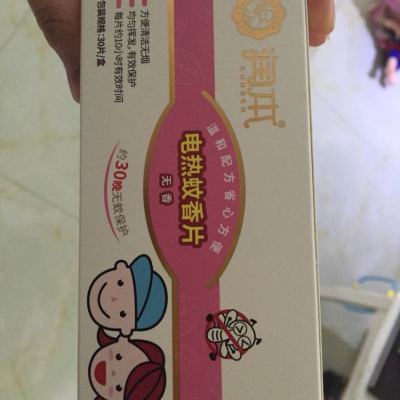 润本
RUNBEN
温和配方省心方便
电热蚊香片
无香
约30晚无蚊保护
方便清洁无烟
均匀挥发,有效保护
每片约10小时有效时间
包装规格:30片/盒